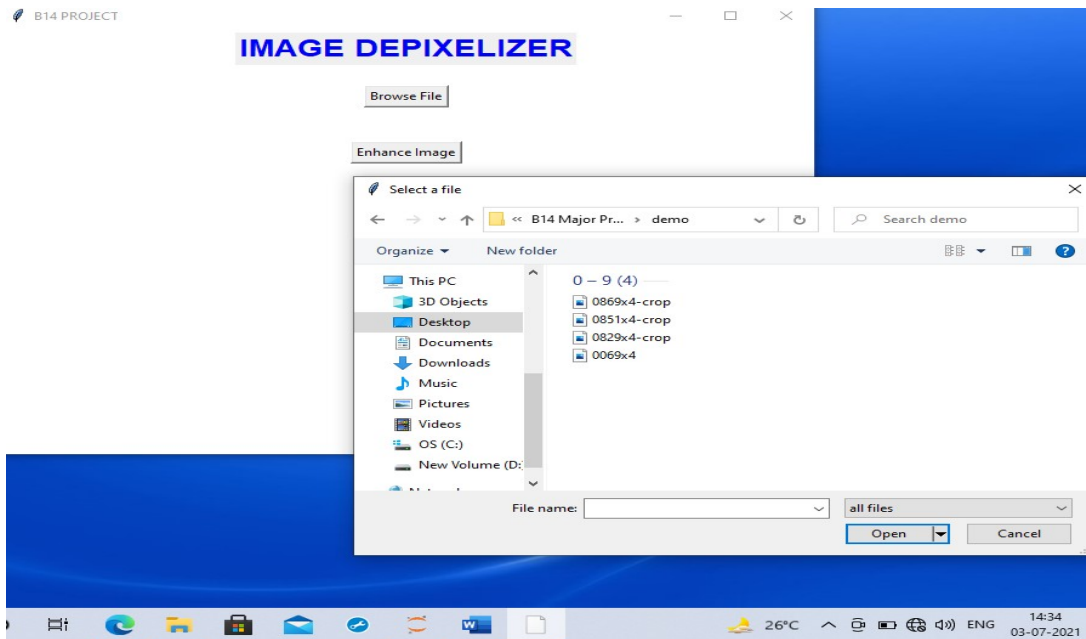 B14 PROJECT
IMAGE DEPIXELIZER
Browse File
Enhance Image
Select a file
« B14 Major Pr... › demo
Search demo
Organize
New folder
This PC
3D Objects
Desktop
Documents
Downloads
Music
Pictures
Videos
OS (C:)
New Volume (D:
0 – 9 (4)
0869x4-crop
0851x4-crop
0829x4-crop
0069x4
File name:
all files
Open
Cancel
26°C
ENG
14:34
03-07-2021